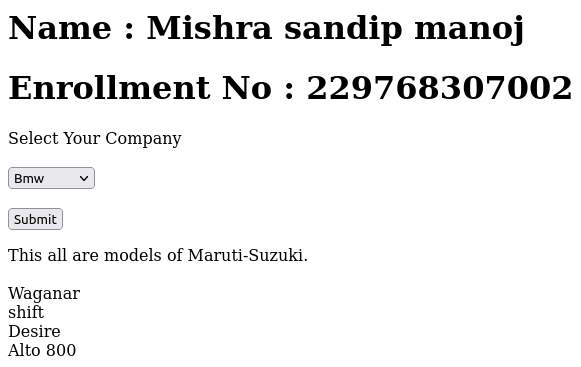 Name : Mishra sandip manoj
Enrollment No : 229768307002
Select Your Company
Bmw
Submit
This all are models of Maruti-Suzuki.
Waganar
shift
Desire
Alto 800